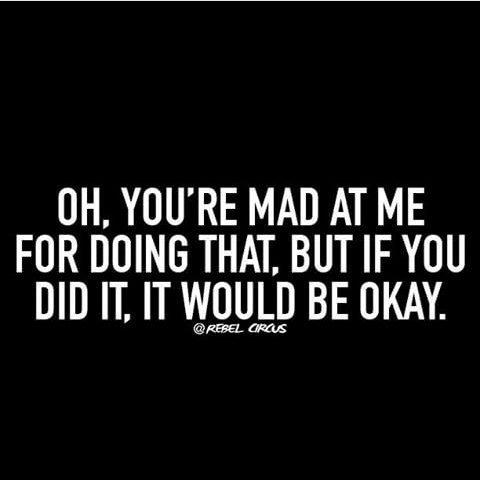 OH, YOU'RE MAD AT ME
FOR DOING THAT, BUT IF YOU
DID IT, IT WOULD BE OKAY.
@REBEL CIRCUS